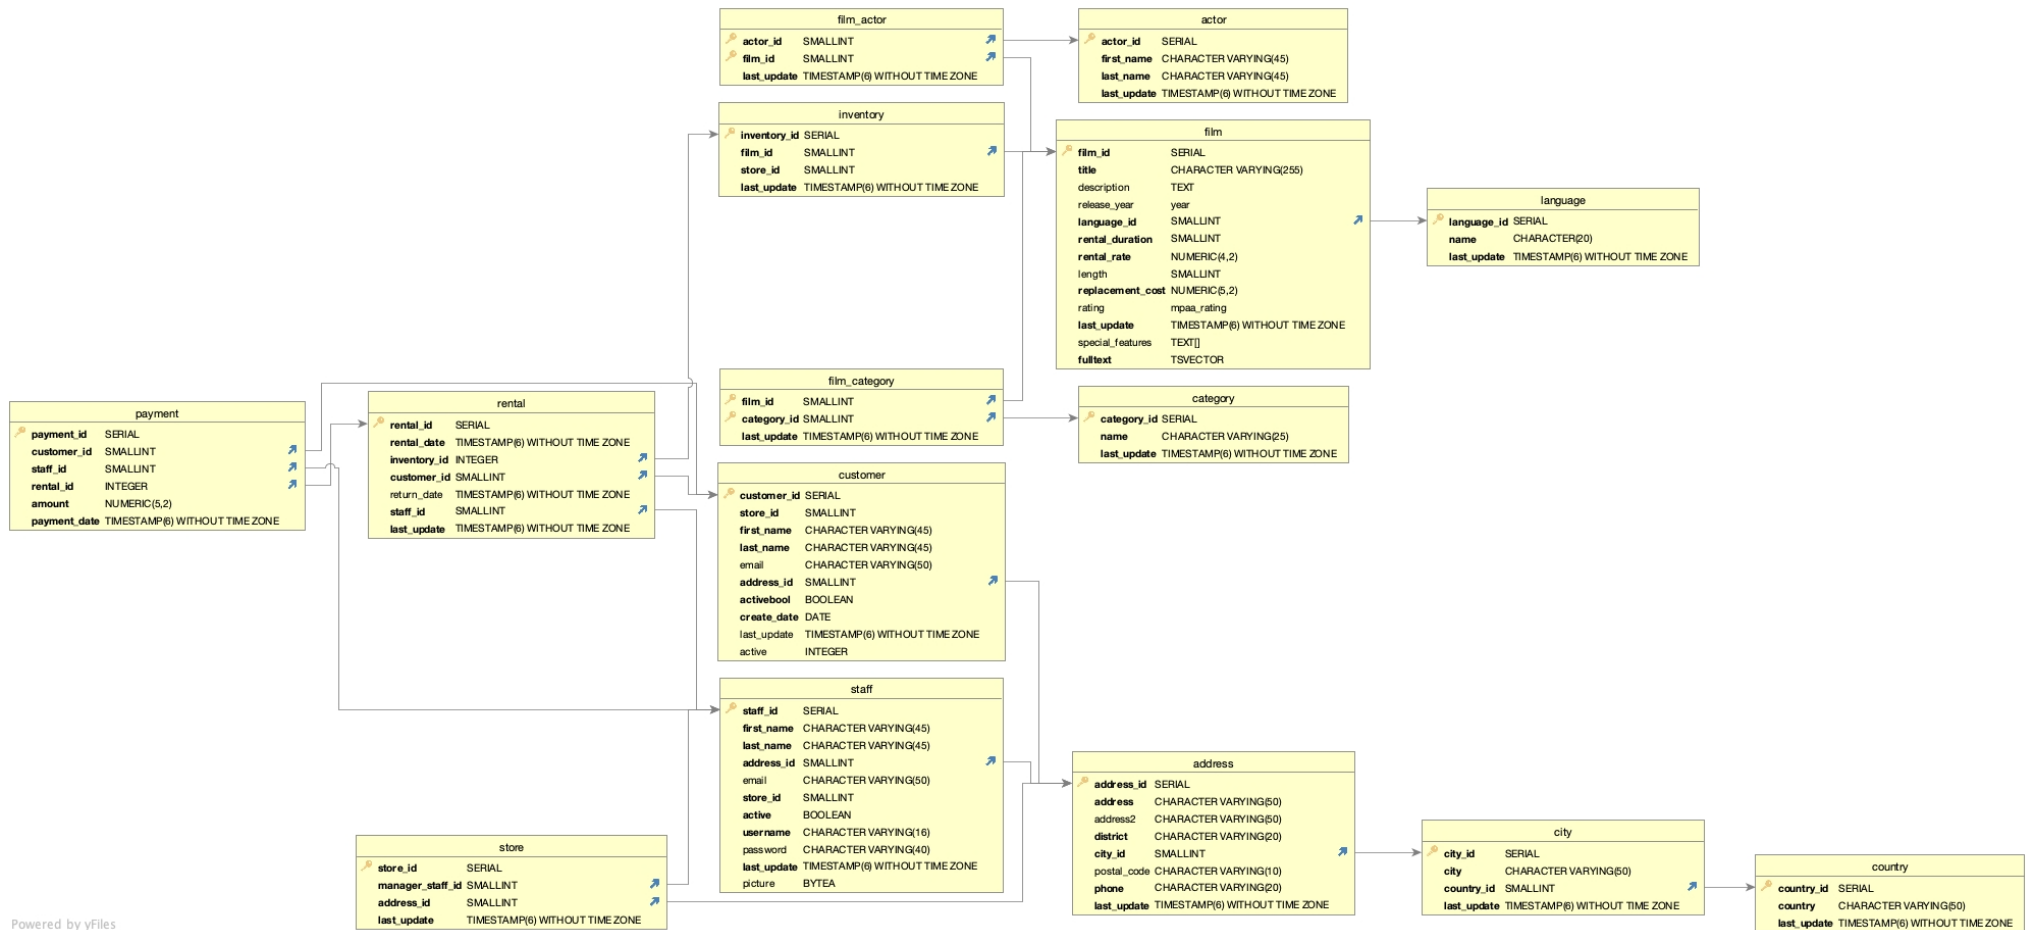 film_actor
actor_id SMALLINT
film_id SMALLINT
last_update TIMESTAMP(6) WITHOUT TIME ZONE
actor
actor_id SERIAL
first_name CHARACTER VARYING(45)
last_name CHARACTER VARYING(45)
last_update TIMESTAMP(6) WITHOUT TIME ZONE
inventory
inventory_id SERIAL
film_id SMALLINT
store_id SMALLINT
last_update TIMESTAMP(6) WITHOUT TIME ZONE
film
film_id SERIAL
title CHARACTER VARYING(255)
description TEXT
release_year year
language_id SMALLINT
rental_duration SMALLINT
rental_rate NUMERIC(4,2)
length SMALLINT
replacement_cost NUMERIC(5,2)
rating mpaa_rating
last_update TIMESTAMP(6) WITHOUT TIME ZONE
special_features TEXT[]
fulltext TSVECTOR
language
language_id SERIAL
name CHARACTER(20)
last_update TIMESTAMP(6) WITHOUT TIME ZONE
payment
payment_id SERIAL
customer_id SMALLINT
staff_id SMALLINT
rental_id INTEGER
amount NUMERIC(5,2)
payment_date TIMESTAMP(6) WITHOUT TIME ZONE
rental
rental_id SERIAL
rental_date TIMESTAMP(6) WITHOUT TIME ZONE
inventory_id INTEGER
customer_id SMALLINT
return_date TIMESTAMP(6) WITHOUT TIME ZONE
staff_id SMALLINT
last_update TIMESTAMP(6) WITHOUT TIME ZONE
film_category
film_id SMALLINT
category_id SMALLINT
last_update TIMESTAMP(6) WITHOUT TIME ZONE
category
category_id SERIAL
name CHARACTER VARYING(25)
last_update TIMESTAMP(6) WITHOUT TIME ZONE
customer
customer_id SERIAL
store_id SMALLINT
first_name CHARACTER VARYING(45)
last_name CHARACTER VARYING(45)
email CHARACTER VARYING(50)
address_id SMALLINT
activebool BOOLEAN
create_date DATE
last_update TIMESTAMP(6) WITHOUT TIME ZONE
active INTEGER
staff
staff_id SERIAL
first_name CHARACTER VARYING(45)
last_name CHARACTER VARYING(45)
address_id SMALLINT
email CHARACTER VARYING(50)
store_id SMALLINT
active BOOLEAN
username CHARACTER VARYING(16)
password CHARACTER VARYING(40)
last_update TIMESTAMP(6) WITHOUT TIME ZONE
picture BYTEA
store
store_id SERIAL
manager_staff_id SMALLINT
address_id SMALLINT
last_update TIMESTAMP(6) WITHOUT TIME ZONE
address
address_id SERIAL
address CHARACTER VARYING(50)
address2 CHARACTER VARYING(50)
district CHARACTER VARYING(20)
city_id SMALLINT
postal_code CHARACTER VARYING(10)
phone CHARACTER VARYING(20)
last_update TIMESTAMP(6) WITHOUT TIME ZONE
city
city_id SERIAL
city CHARACTER VARYING(50)
country_id SMALLINT
last_update TIMESTAMP(6) WITHOUT TIME ZONE
country
country_id SERIAL
country CHARACTER VARYING(50)
last_update TIMESTAMP(6) WITHOUT TIME ZONE
Powered by yFiles